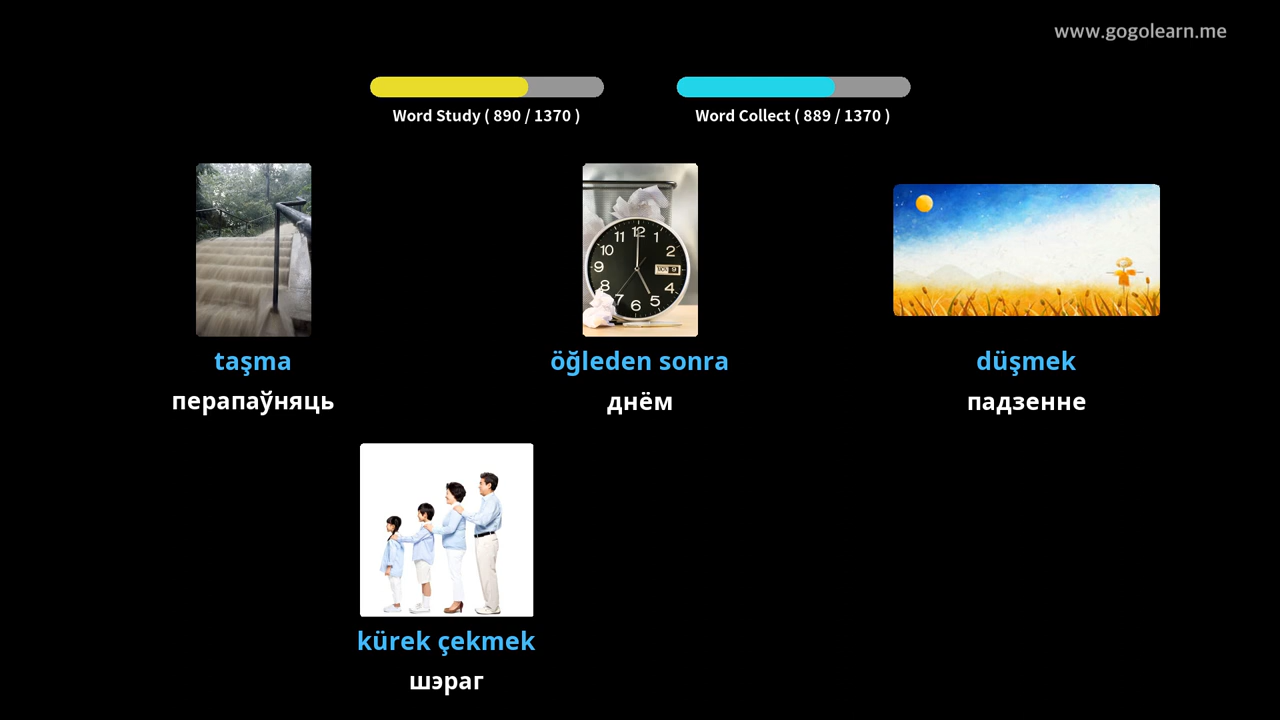 www.gogolearn.me
Word Study ( 890 / 1370 )
Word Collect ( 889 / 1370 )
taşma
перапаўняць
öğleden sonra
днём
düşmek
падзенне
kürek çekmek
шэраг